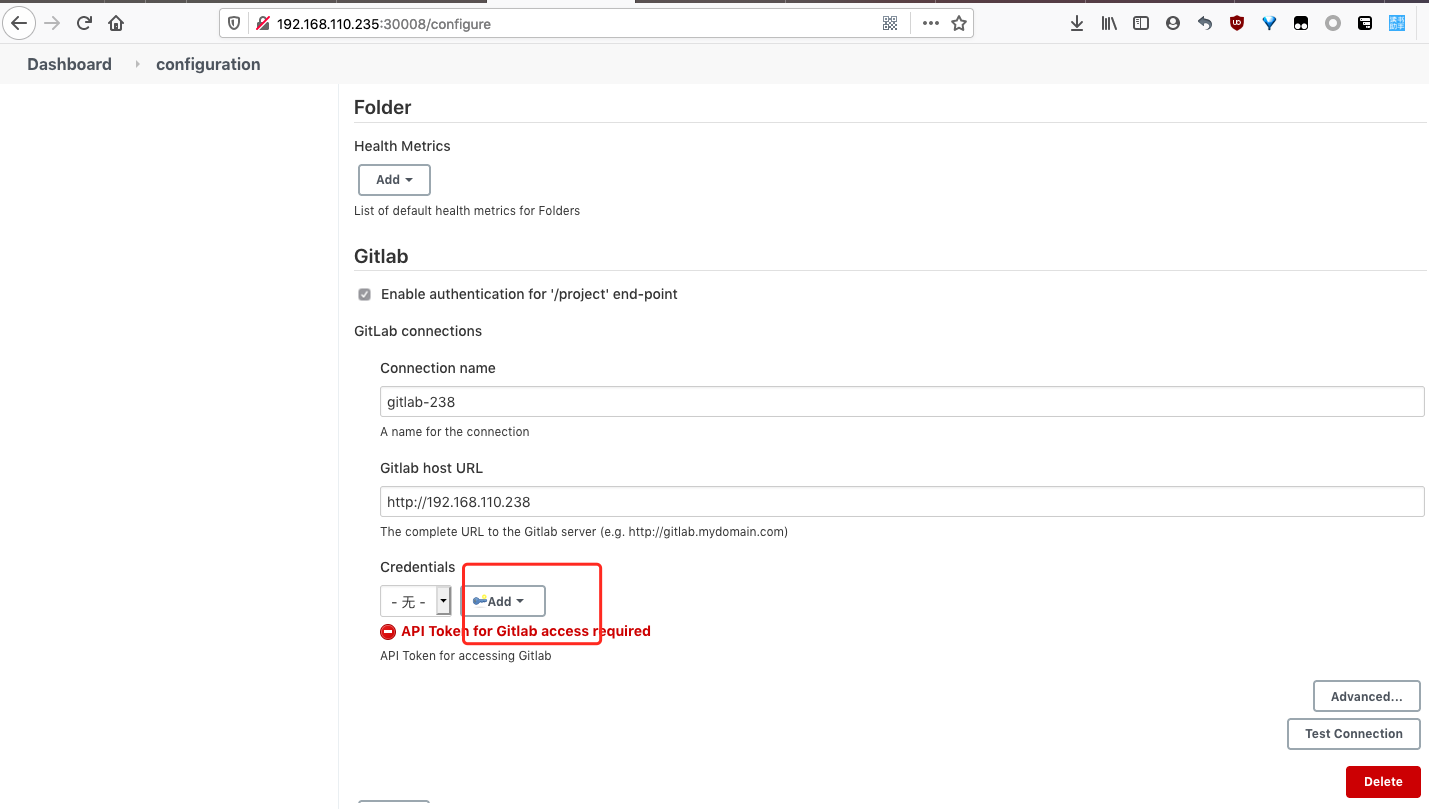 192.168.110.235:30008/configure
Dashboard configuration
Folder
Health Metrics
Add
List of default health metrics for Folders
Gitlab
Enable authentication for '/project' end-point
GitLab connections
Connection name
gitlab-238
A name for the connection
Gitlab host URL
http://192.168.110.238
The complete URL to the Gitlab server (e.g. http://gitlab.mydomain.com)
Credentials
- 无 - Add
API Token for Gitlab access required
API Token for accessing Gitlab
Advanced...
Test Connection
Delete